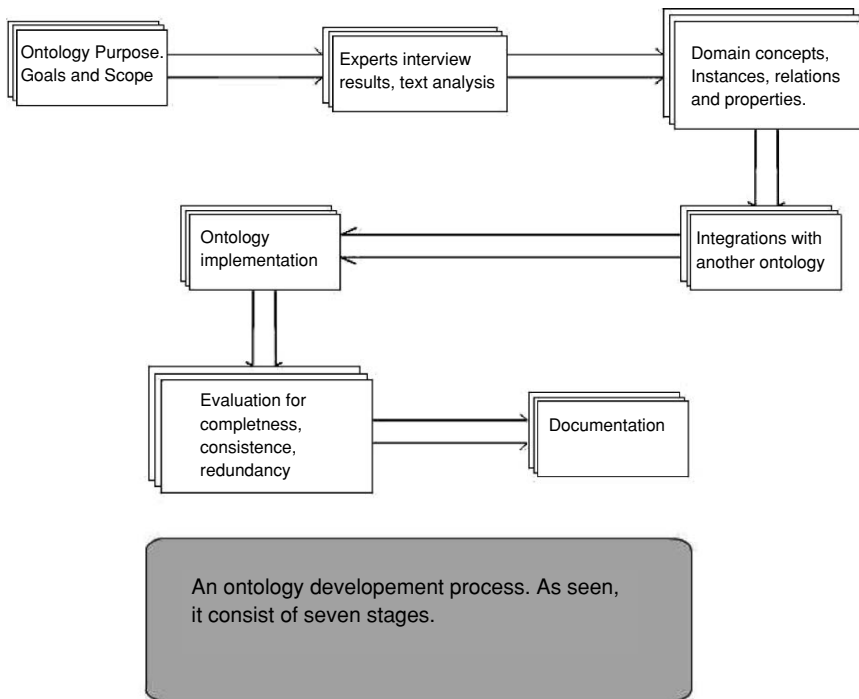 Ontology Purpose.
Goals and Scope
Experts interview
results, text analysis
Domain concepts,
Instances, relations
and properties.
Integrations with
another ontology
Ontology
implementation
Evaluation for
completness,
consistence,
redundancy
Documentation
An ontology developement process. As seen,
it consist of seven stages.